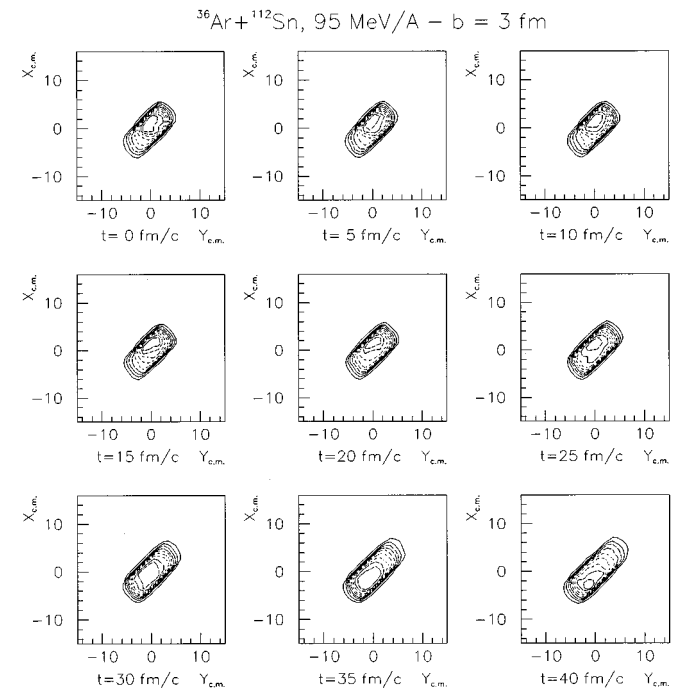 ³⁶Ar+¹¹²Sn, 95 MeV/A − b = 3 fm
X_c.m. X_c.m. X_c.m.
10 10 10
0 0 0
−10 −10 −10
−10 0 10 −10 0 10 −10 0 10
t= 0 fm/c Y_c.m. t= 5 fm/c Y_c.m. t=10 fm/c Y_c.m.
X_c.m. X_c.m. X_c.m.
10 10 10
0 0 0
−10 −10 −10
−10 0 10 −10 0 10 −10 0 10
t=15 fm/c Y_c.m. t=20 fm/c Y_c.m. t=25 fm/c Y_c.m.
X_c.m. X_c.m. X_c.m.
10 10 10
0 0 0
−10 −10 −10
−10 0 10 −10 0 10 −10 0 10
t=30 fm/c Y_c.m. t=35 fm/c Y_c.m. t=40 fm/c Y_c.m.